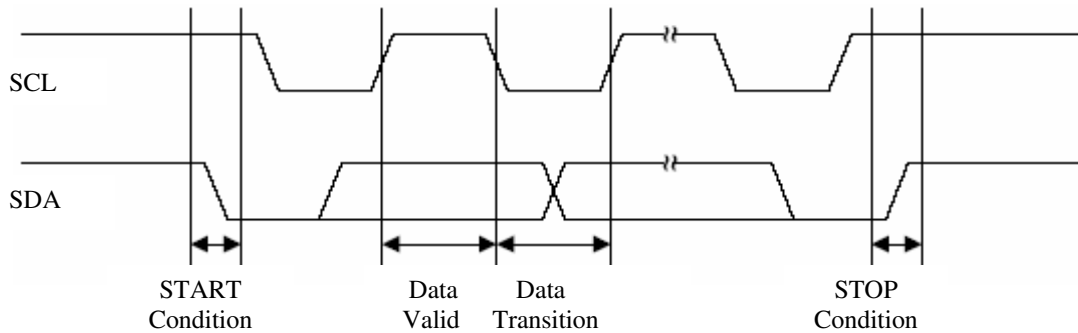 SCL
SDA
START
Condition
Data
Valid
Data
Transition
STOP
Condition